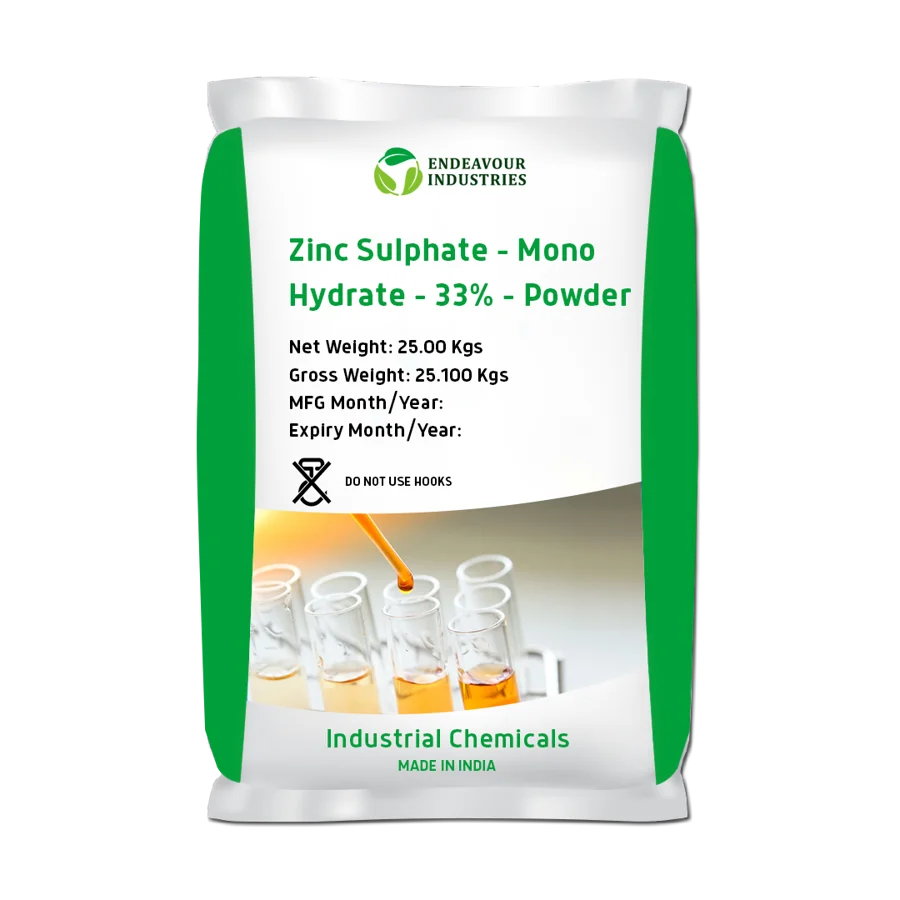 ENDEAVOUR
INDUSTRIES
Zinc Sulphate - Mono
Hydrate - 33% - Powder
Net Weight: 25.00 Kgs
Gross Weight: 25.100 Kgs
MFG Month/Year:
Expiry Month/Year:
DO NOT USE HOOKS
Industrial Chemicals
MADE IN INDIA